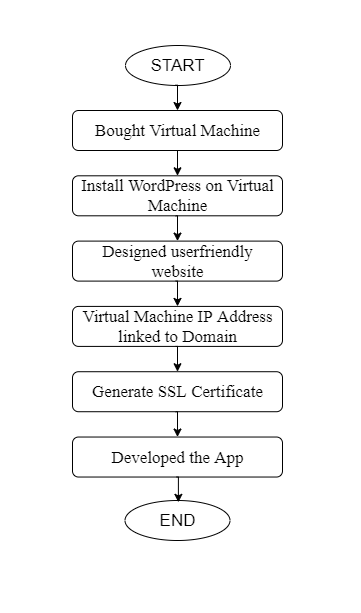 START
Bought Virtual Machine
Install WordPress on Virtual
Machine
Designed userfriendly
website
Virtual Machine IP Address
linked to Domain
Generate SSL Certificate
Developed the App
END